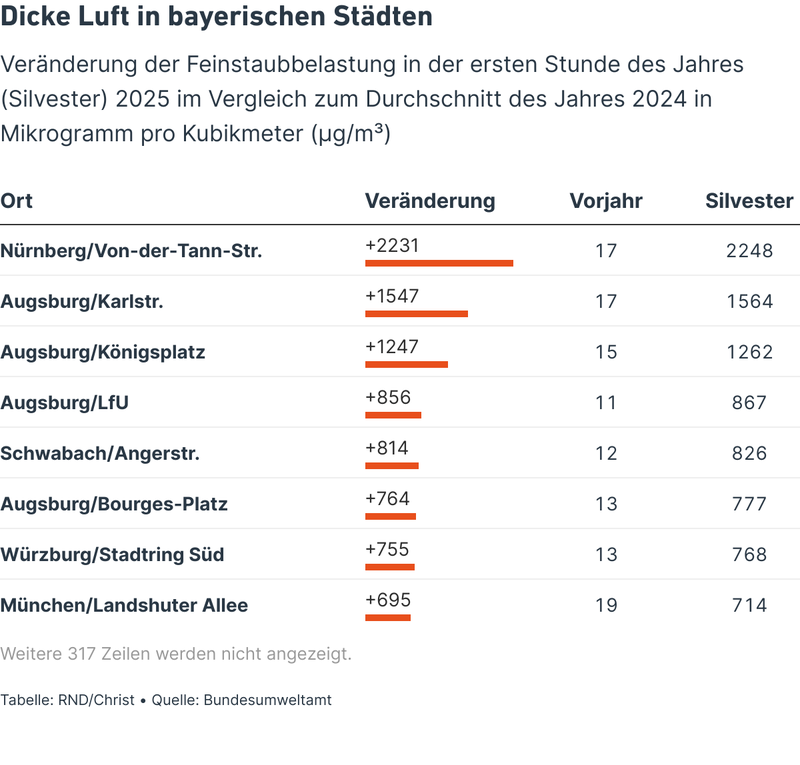 Dicke Luft in bayerischen Städten
Veränderung der Feinstaubbelastung in der ersten Stunde des Jahres
(Silvester) 2025 im Vergleich zum Durchschnitt des Jahres 2024 in
Mikrogramm pro Kubikmeter (µg/m³)
Ort Veränderung Vorjahr Silvester
Nürnberg/Von-der-Tann-Str. +2231 17 2248
Augsburg/Karlstr. +1547 17 1564
Augsburg/Königsplatz +1247 15 1262
Augsburg/LfU +856 11 867
Schwabach/Angerstr. +814 12 826
Augsburg/Bourges-Platz +764 13 777
Würzburg/Stadtring Süd +755 13 768
München/Landshuter Allee +695 19 714
Weitere 317 Zeilen werden nicht angezeigt.
Tabelle: RND/Christ • Quelle: Bundesumweltamt